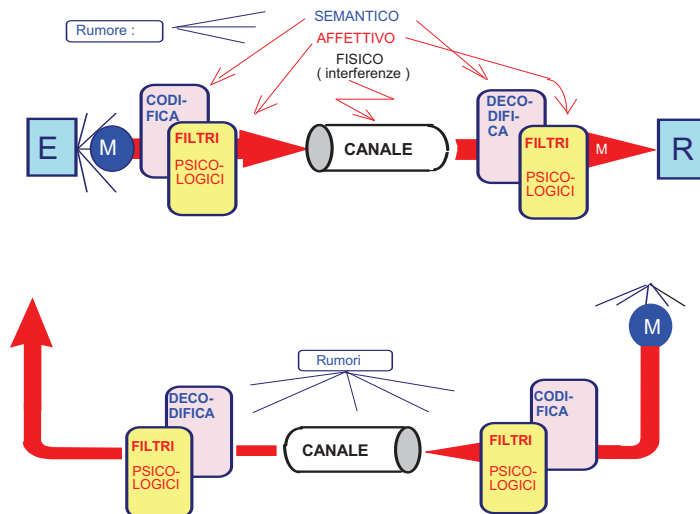 Rumore :
SEMANTICO
AFFETTIVO
FISICO
( interferenze )
E
M
CODI-
FICA
FILTRI
PSICO-
LOGICI
CANALE
DECO-
DIFI-
CA
FILTRI
PSICO-
LOGICI
M
R
M
Rumori
DECO-
DIFICA
FILTRI
PSICO-
LOGICI
CANALE
CODI-
FICA
FILTRI
PSICO-
LOGICI